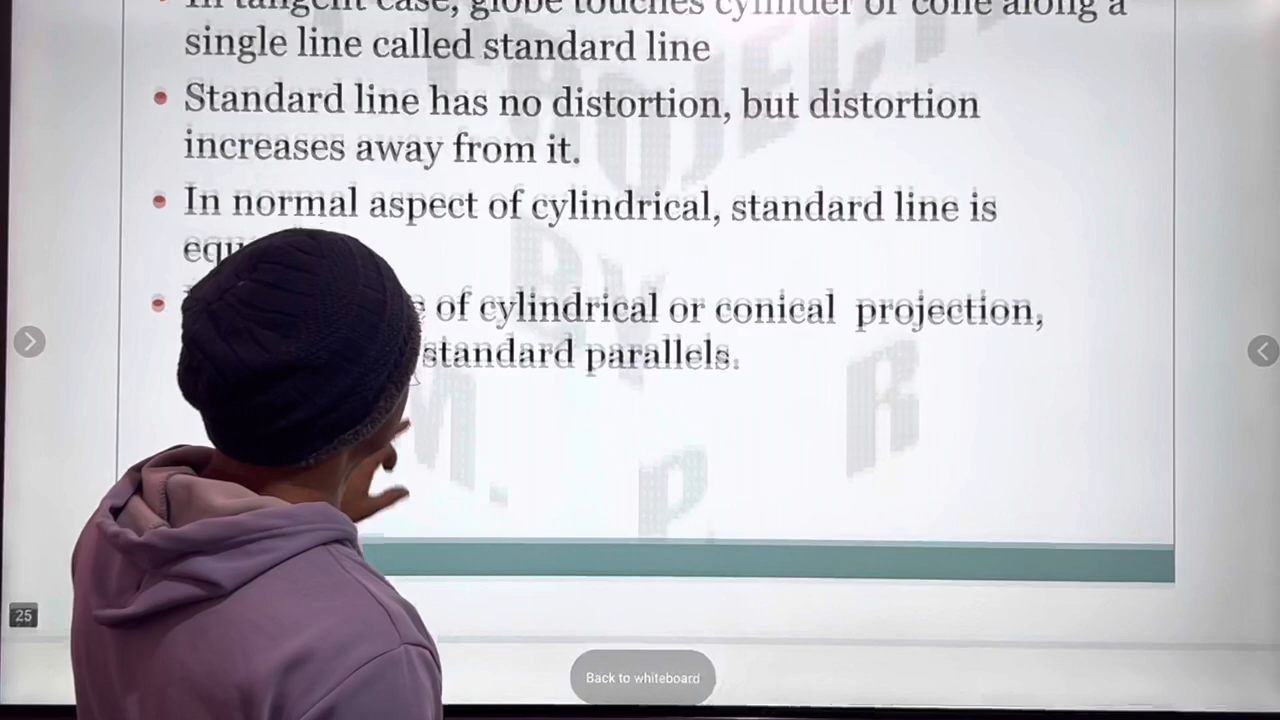 In tangent case, globe touches cylinder or cone along a
single line called standard line
Standard line has no distortion, but distortion
increases away from it.
In normal aspect of cylindrical, standard line is
of cylindrical or conical projection,
standard parallels.
25
Back to whiteboard